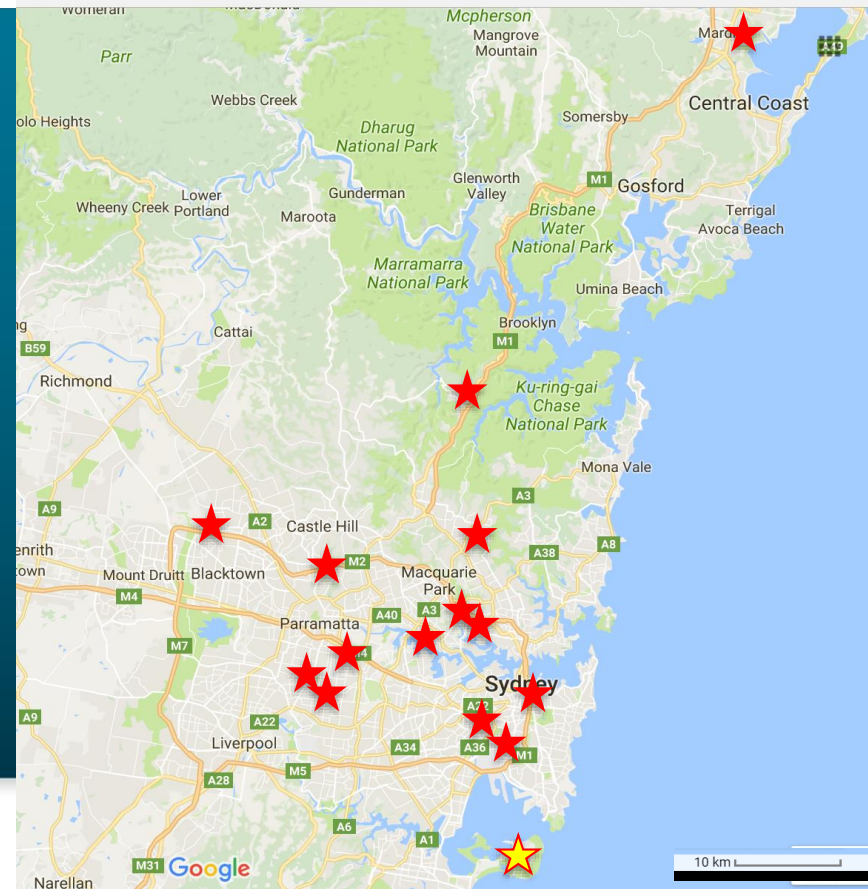 Mcpherson
Mangrove
Mountain
Parr
Webbs Creek
Central Coast
Somersby
olo Heights
Dharug
National Park
Glenworth
Valley
M1
Gosford
Lower
Portland
Gunderman
Wheeny Creek
Maroota
Brisbane
Water
National Park
Terrigal
Avoca Beach
Marramarra
National Park
Umina Beach
Cattai
Brooklyn
M1
B59
Richmond
Ku-ring-gai
Chase
National Park
Mona Vale
A3
A9
A2
Castle Hill
A38
A8
enrith
town
M2
Mount Druitt
Blacktown
Macquarie
Park
M4
A40
A3
Parramatta
M7
Sydney
A9
A22
A22
Liverpool
A34
A36
M1
M5
A28
A6
A1
M31
Google
10 km
Narellan